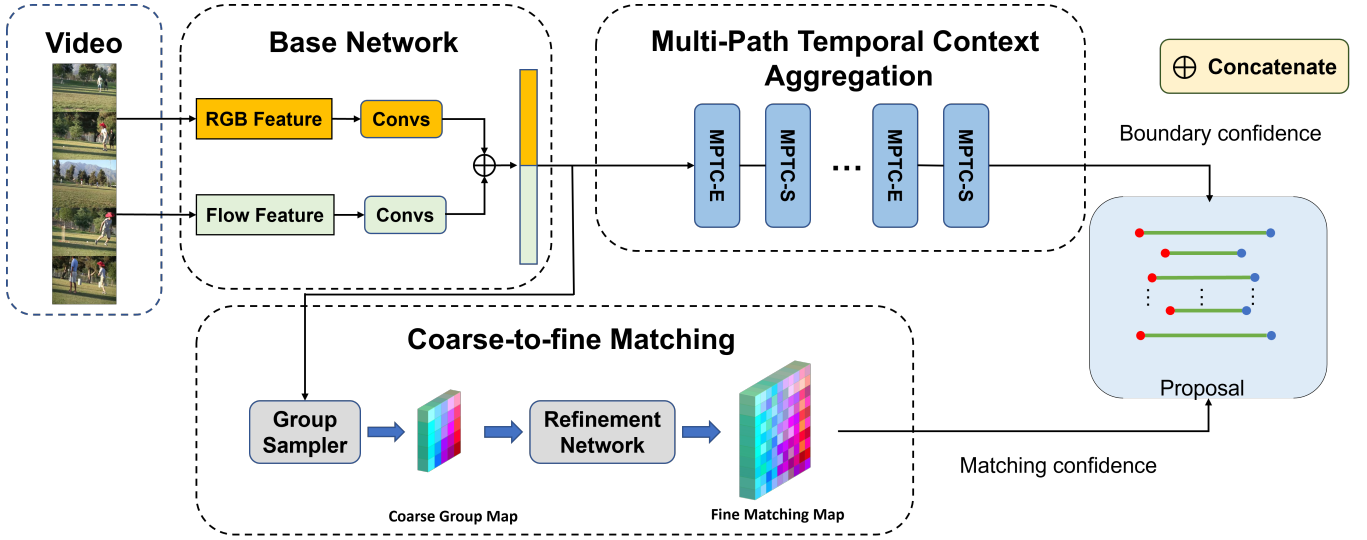 Video
Base Network
RGB Feature
Convs
Flow Feature
Convs
Multi-Path Temporal Context
Aggregation
MPTC-E
MPTC-S
...
MPTC-E
MPTC-S
⊕ Concatenate
Boundary confidence
Proposal
Coarse-to-fine Matching
Group
Sampler
Coarse Group Map
Refinement
Network
Fine Matching Map
Matching confidence